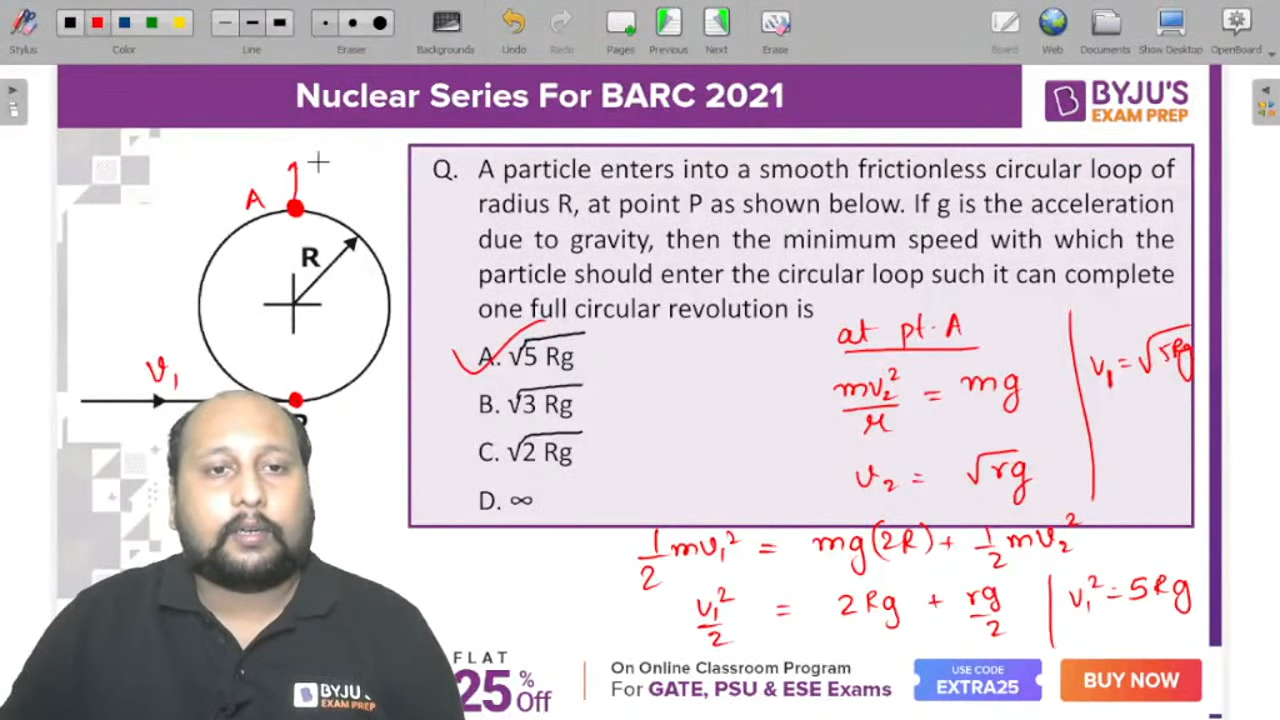 Stylus
Color
Line
Eraser
Backgrounds
Undo
Redo
Pages
Previous
Next
Erase
Board
Web
Documents
Show Desktop
OpenBoard
Nuclear Series For BARC 2021
BYJU'S
EXAM PREP
A
R
v₁
Q. A particle enters into a smooth frictionless circular loop of
radius R, at point P as shown below. If g is the acceleration
due to gravity, then the minimum speed with which the
particle should enter the circular loop such it can complete
one full circular revolution is
A. √5 Rg
B. √3 Rg
C. √2 Rg
D. ∞
at pt. A
mv₂²/r = mg
v₂ = √rg
v₁ = √5Rg
1/2 mv₁² = mg(2R) + 1/2 mv₂²
v₁²/2 = 2Rg + rg/2
v₁² = 5Rg
BYJU'S
EXAM PREP
FLAT
25% Off
On Online Classroom Program
For GATE, PSU & ESE Exams
USE CODE
EXTRA25
BUY NOW